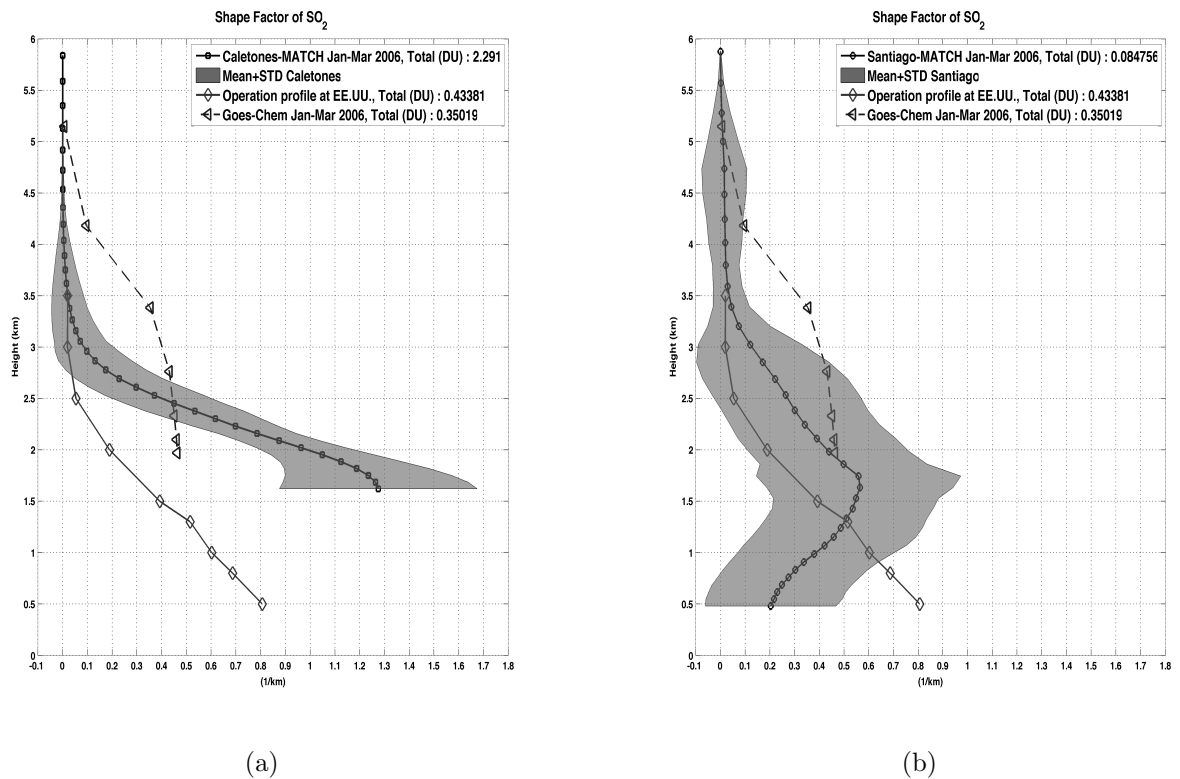 Shape Factor of SO2
Caletones-MATCH Jan-Mar 2006, Total (DU) : 2.291
Mean+STD Caletones
Operation profile at EE.UU., Total (DU) : 0.43381
Goes-Chem Jan-Mar 2006, Total (DU) : 0.35019
6
5.5
5
4.5
4
3.5
3
2.5
2
1.5
1
0.5
0
Height (km)
-0.1 0 0.1 0.2 0.3 0.4 0.5 0.6 0.7 0.8 0.9 1 1.1 1.2 1.3 1.4 1.5 1.6 1.7 1.8
(1/km)
(a)
Shape Factor of SO2
Santiago-MATCH Jan-Mar 2006, Total (DU) : 0.084756
Mean+STD Santiago
Operation profile at EE.UU., Total (DU) : 0.43381
Goes-Chem Jan-Mar 2006, Total (DU) : 0.35019
6
5.5
5
4.5
4
3.5
3
2.5
2
1.5
1
0.5
0
Height (km)
-0.1 0 0.1 0.2 0.3 0.4 0.5 0.6 0.7 0.8 0.9 1 1.1 1.2 1.3 1.4 1.5 1.6 1.7 1.8
(1/km)
(b)